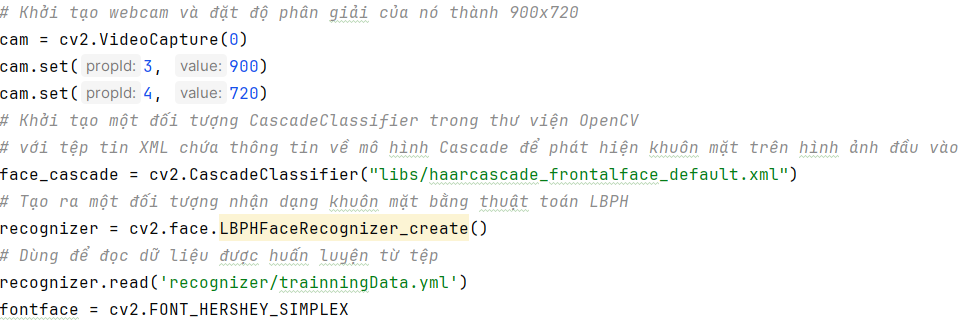 # Khởi tạo webcam và đặt độ phân giải của nó thành 900x720
cam = cv2.VideoCapture(0)
cam.set( propId: 3, value: 900)
cam.set( propId: 4, value: 720)
# Khởi tạo một đối tượng CascadeClassifier trong thư viện OpenCV
# với tệp tin XML chứa thông tin về mô hình Cascade để phát hiện khuôn mặt trên hình ảnh đầu vào
face_cascade = cv2.CascadeClassifier("libs/haarcascade_frontalface_default.xml")
# Tạo ra một đối tượng nhận dạng khuôn mặt bằng thuật toán LBPH
recognizer = cv2.face.LBPHFaceRecognizer_create()
# Dùng để đọc dữ liệu được huấn luyện từ tệp
recognizer.read('recognizer/trainningData.yml')
fontface = cv2.FONT_HERSHEY_SIMPLEX